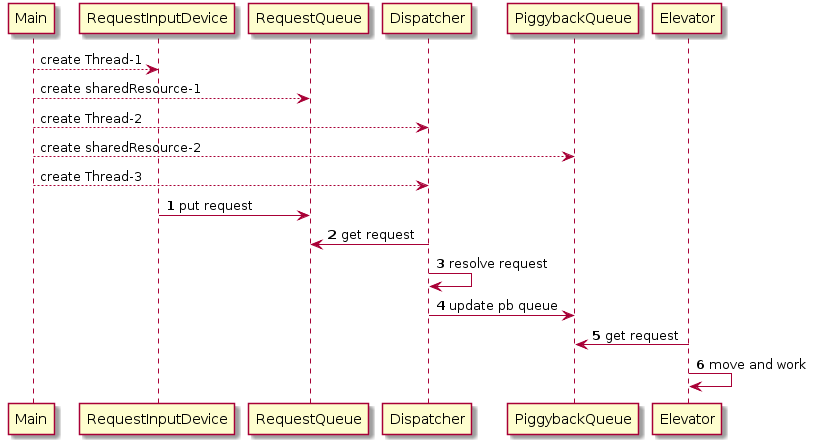 Main RequestInputDevice RequestQueue Dispatcher PiggybackQueue Elevator
create Thread-1
create sharedResource-1
create Thread-2
create sharedResource-2
create Thread-3
1 put request
2 get request
3 resolve request
4 update pb queue
5 get request
6 move and work
Main RequestInputDevice RequestQueue Dispatcher PiggybackQueue Elevator